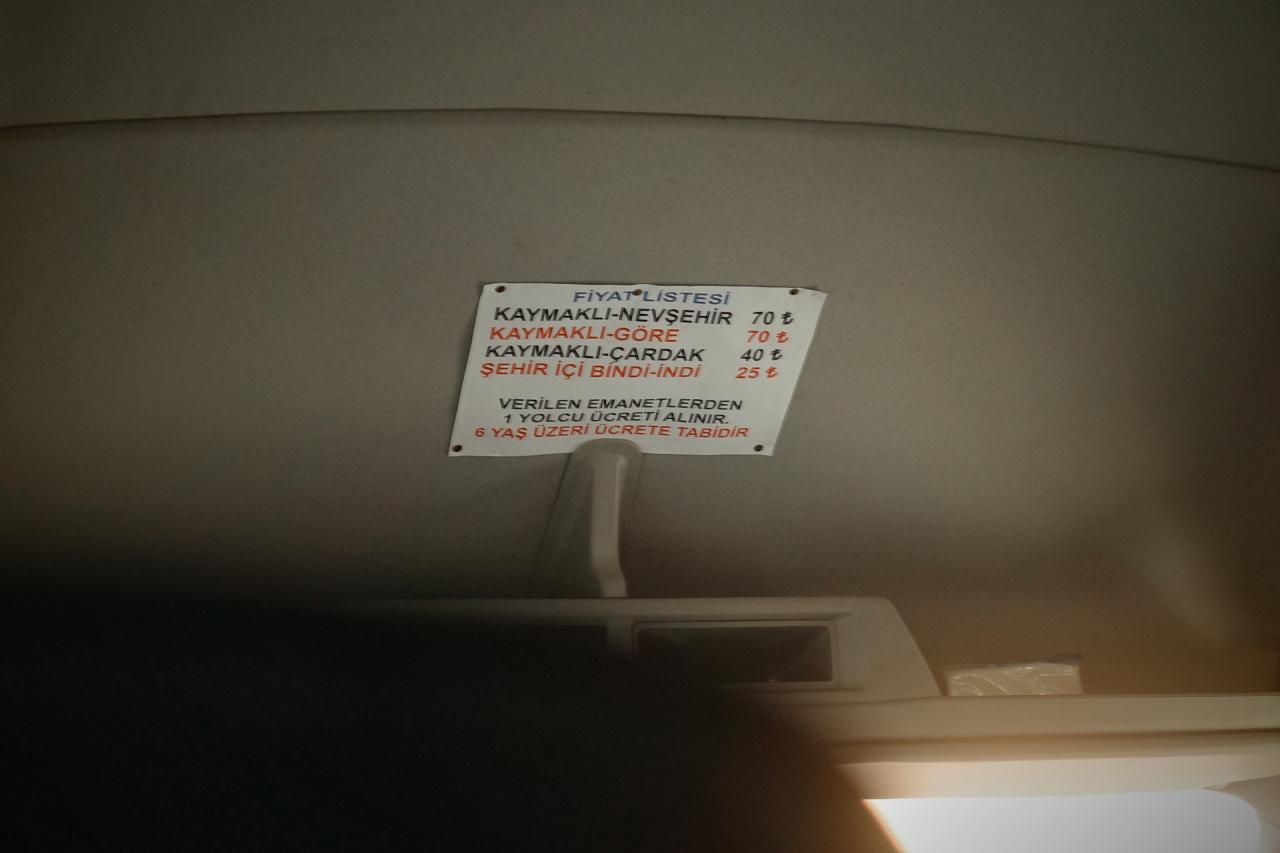 FİYAT LİSTESİ
KAYMAKLI-NEVŞEHİR 70 ₺
KAYMAKLI-GÖRE 70 ₺
KAYMAKLI-ÇARDAK 40 ₺
ŞEHİR İÇİ BİNDİ-İNDİ 25 ₺
VERİLEN EMANETLERDEN
1 YOLCU ÜCRETİ ALINIR.
6 YAŞ ÜZERİ ÜCRETE TABİDİR